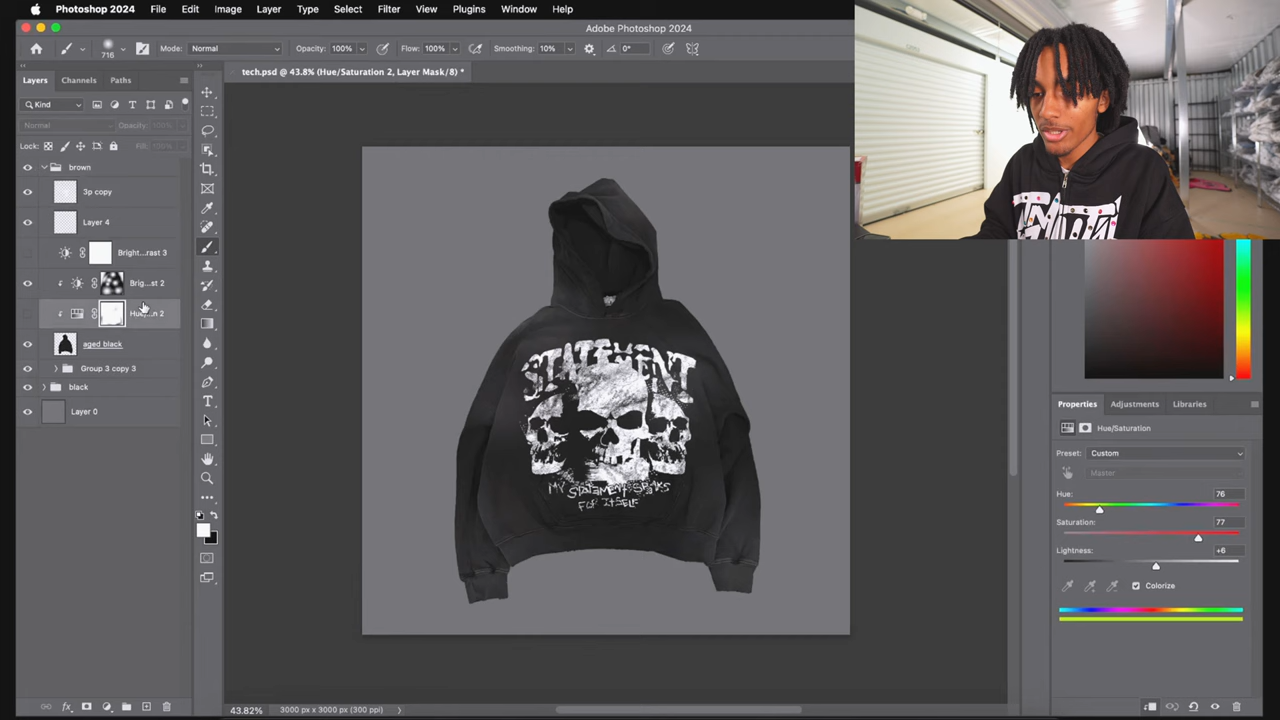 Photoshop 2024 File Edit Image Layer Type Select Filter View Plugins Window Help
Adobe Photoshop 2024
716 Mode: Normal Opacity: 100% Flow: 100% Smoothing: 10% 0°
Layers Channels Paths
tech.psd @ 43.8% (Hue/Saturation 2, Layer Mask/8) *
Kind
Normal Opacity: 100%
Lock: Fill: 100%
brown
3p copy
Layer 4
Bright...rast 3
Brig...st 2
aged black
Group 3 copy 3
black
Layer 0
STATEMENT
MY STATEMENT SPEAKS
FOR ITSELF
Properties Adjustments Libraries
Hue/Saturation
Preset: Custom
Master
Hue: 76
Saturation: 77
Lightness: +6
Colorize
43.82% 3000 px x 3000 px (300 ppi)